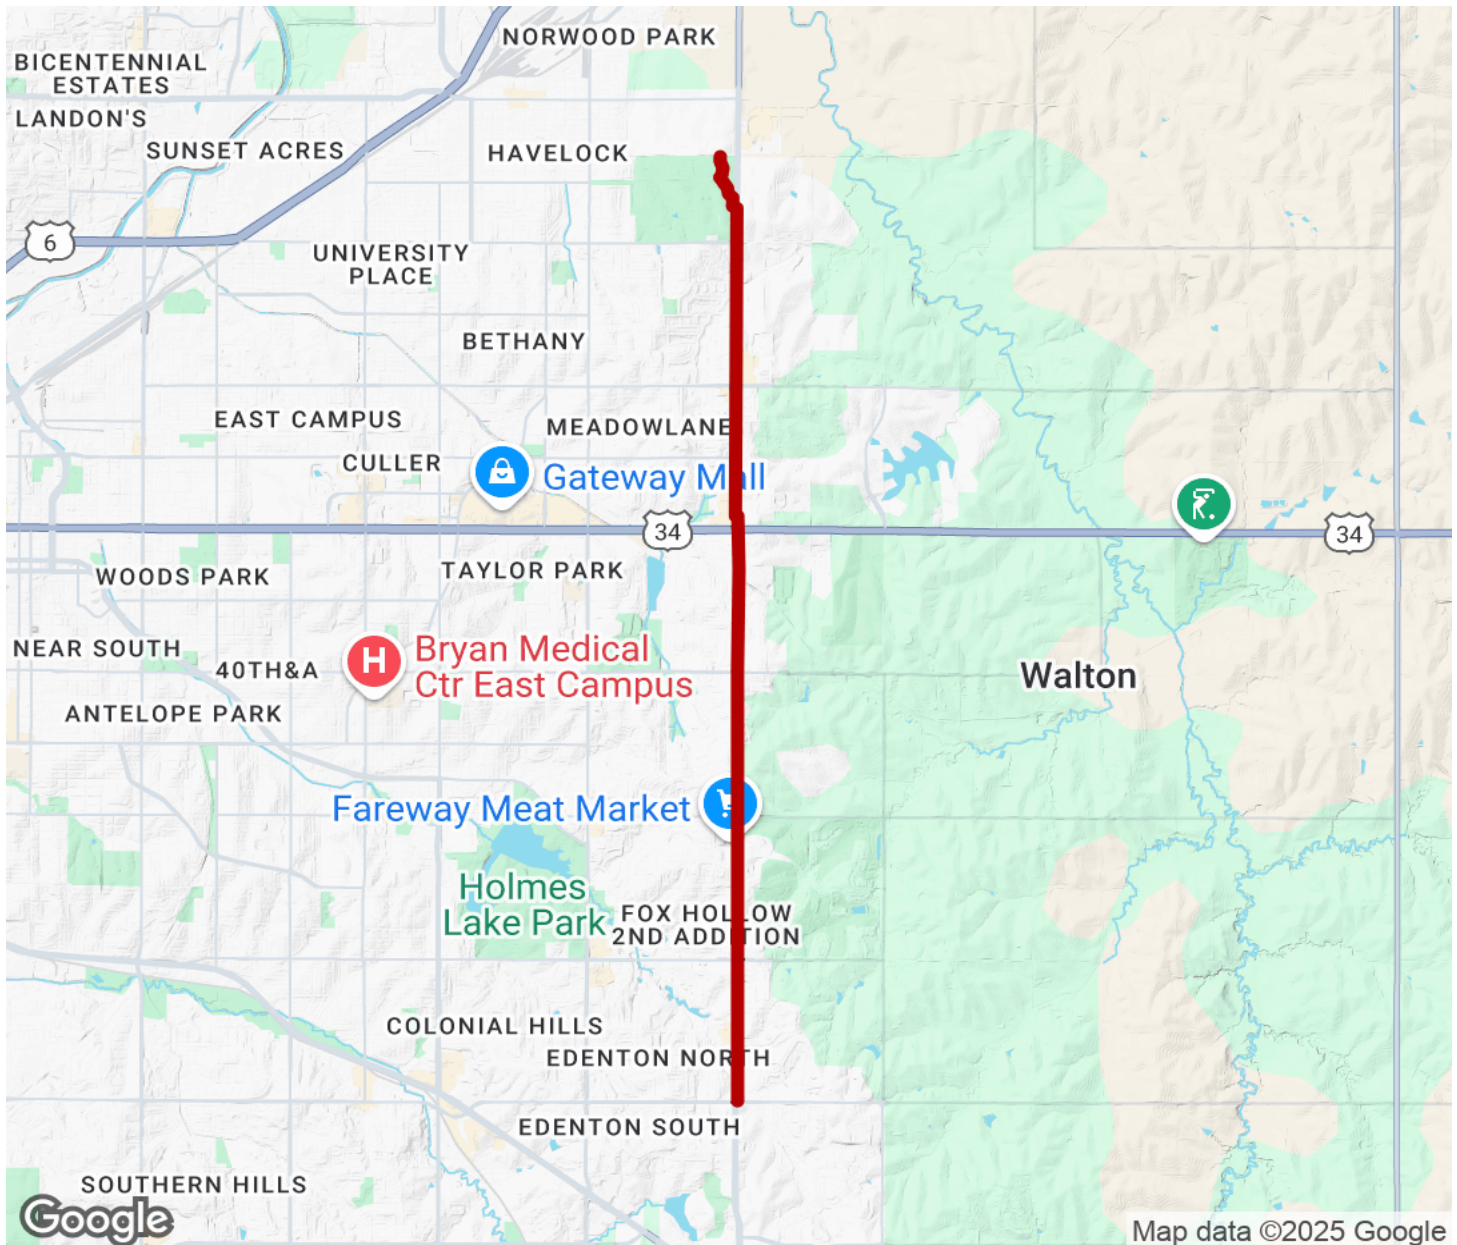 NORWOOD PARK
BICENTENNIAL
ESTATES
LANDON'S
SUNSET ACRES
HAVELOCK
6
UNIVERSITY
PLACE
BETHANY
EAST CAMPUS
MEADOWLANE
CULLER
Gateway Mall
34
34
WOODS PARK
TAYLOR PARK
NEAR SOUTH
40TH&A
H
Bryan Medical
Ctr East Campus
Walton
ANTELOPE PARK
Fareway Meat Market
Holmes
Lake Park
FOX HOLLOW
2ND ADDITION
COLONIAL HILLS
EDENTON NORTH
EDENTON SOUTH
SOUTHERN HILLS
Google
Map data ©2025 Google